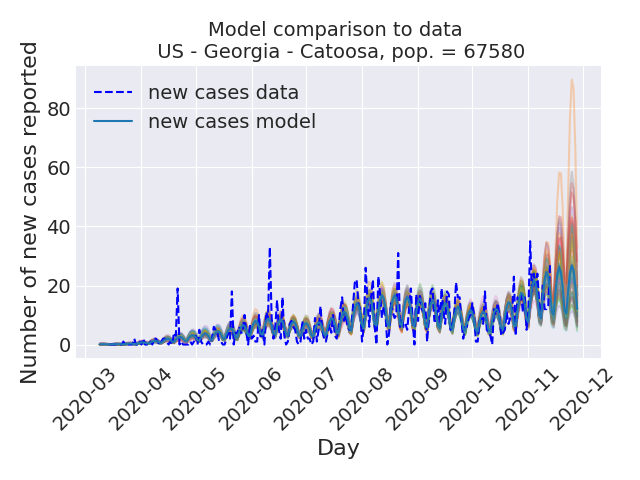 Model comparison to data
US - Georgia - Catoosa, pop. = 67580
Number of new cases reported
80
60
40
20
0
new cases data
new cases model
2020-03
2020-04
2020-05
2020-06
2020-07
2020-08
2020-09
2020-10
2020-11
2020-12
Day